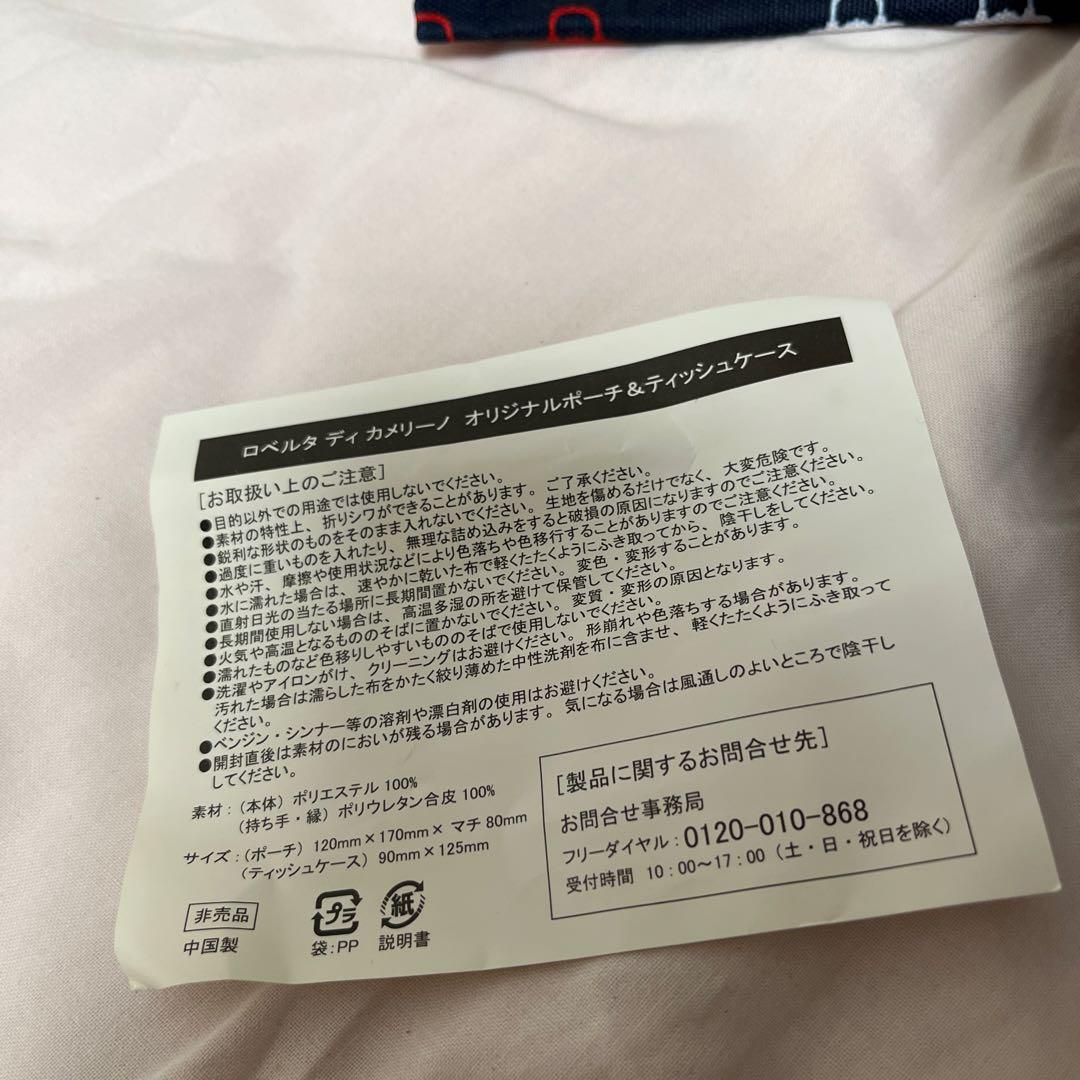 ロベルタ ディ カメリーノ オリジナルポーチ&ティッシュケース
[お取扱い上のご注意]
●目的以外での用途では使用しないでください。
●素材の特性上、折りシワができることがあります。ご了承ください。
●鋭利な形状のものをそのまま入れないでください。生地を傷めるだけでなく、大変危険です。
●過度に重いものを入れたり、無理な詰め込みをすると破損の原因になりますのでご注意ください。
●水や汗、摩擦や使用状況などにより色落ちや色移行することがありますのでご注意ください。
●水に濡れた場合は、速やかに乾いた布で軽くたたくようにふき取ってから、陰干しをしてください。
●直射日光の当たる場所に長期間置かないでください。変色・変形することがあります。
●長期間使用しない場合は、高温多湿の所を避けて保管してください。
●火気や高温となるもののそばに置かないでください。変質・変形の原因となります。
●濡れたものなど色移りしやすいもののそばで使用しないでください。
●洗濯やアイロンがけ、クリーニングはお避けください。形崩れや色落ちする場合があります。
汚れた場合は濡らした布をかたく絞り薄めた中性洗剤を布に含ませ、軽くたたくようにふき取って
ください。
●ベンジン・シンナー等の溶剤や漂白剤の使用はお避けください。
●開封直後は素材のにおいが残る場合があります。気になる場合は風通しのよいところで陰干し
してください。
素材:(本体)ポリエステル 100%
(持ち手・縁)ポリウレタン合皮 100%
サイズ:(ポーチ)120mm×170mm×マチ 80mm
(ティッシュケース)90mm×125mm
非売品
中国製
プラ
袋:PP
紙
説明書
[製品に関するお問合せ先]
お問合せ事務局
フリーダイヤル:0120-010-868
受付時間 10:00～17:00(土・日・祝日を除く)